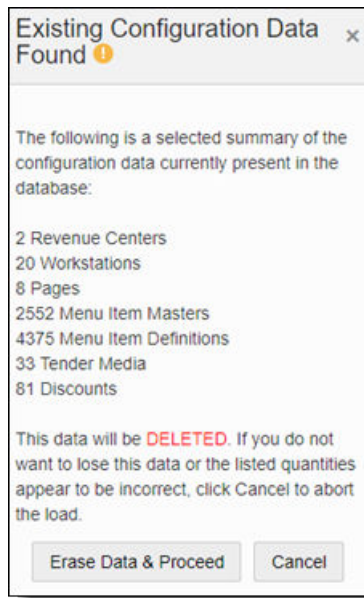 Existing Configuration Data
Found
The following is a selected summary of the
configuration data currently present in the
database:
2 Revenue Centers
20 Workstations
8 Pages
2552 Menu Item Masters
4375 Menu Item Definitions
33 Tender Media
81 Discounts
This data will be DELETED. If you do not
want to lose this data or the listed quantities
appear to be incorrect, click Cancel to abort
the load.
Erase Data & Proceed Cancel